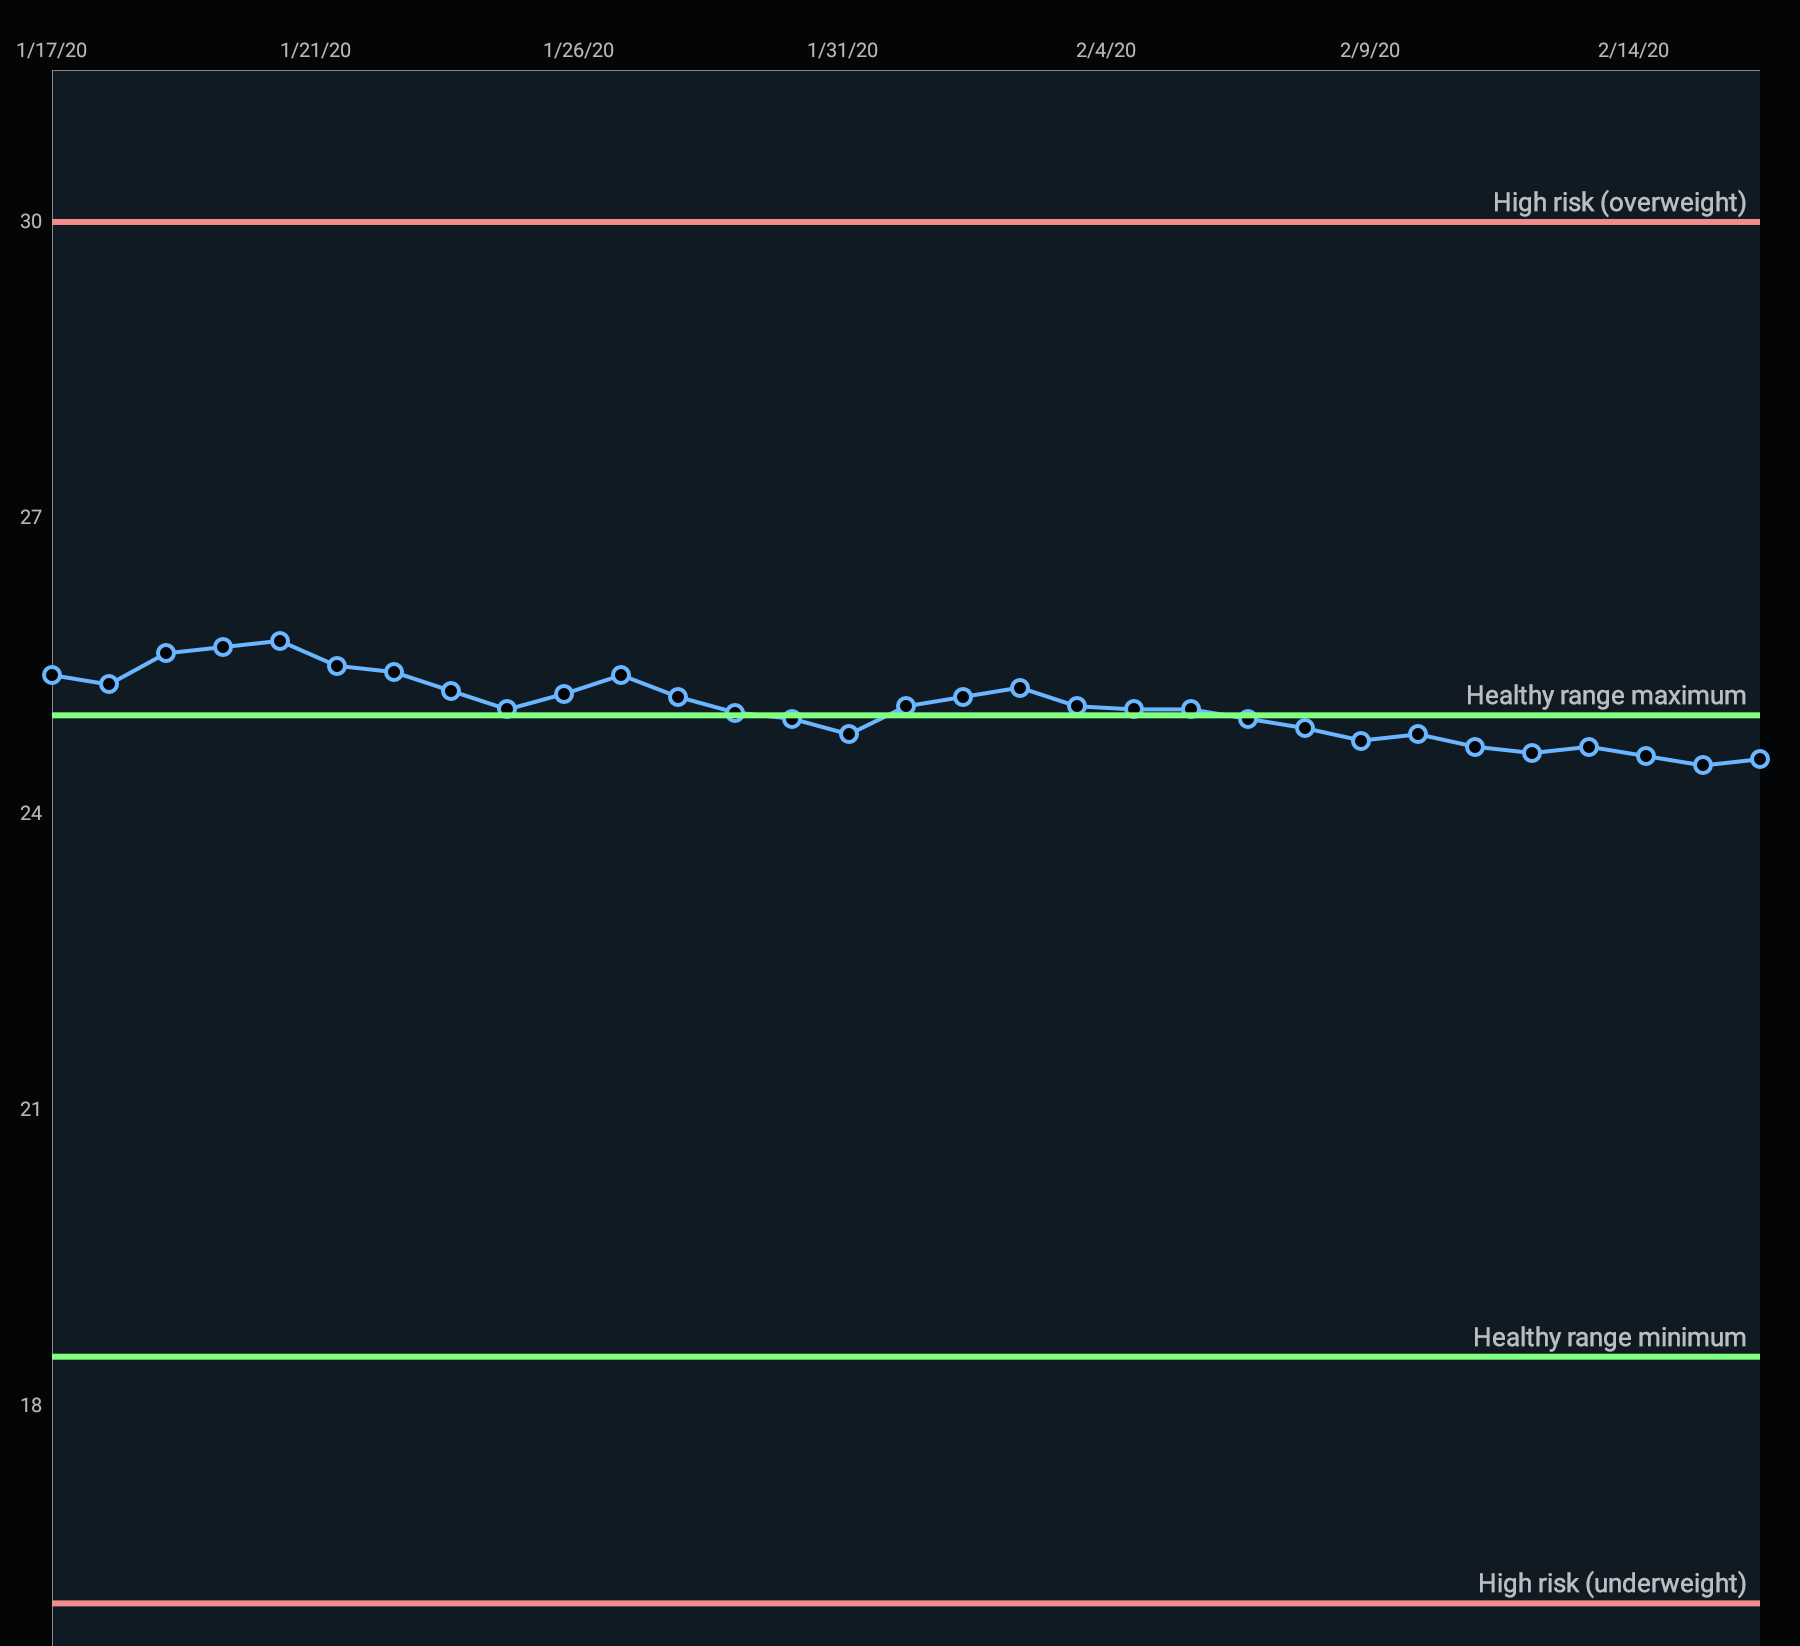 1/17/20 1/21/20 1/26/20 1/31/20 2/4/20 2/9/20 2/14/20
High risk (overweight)
30
27
Healthy range maximum
24
21
Healthy range minimum
18
High risk (underweight)